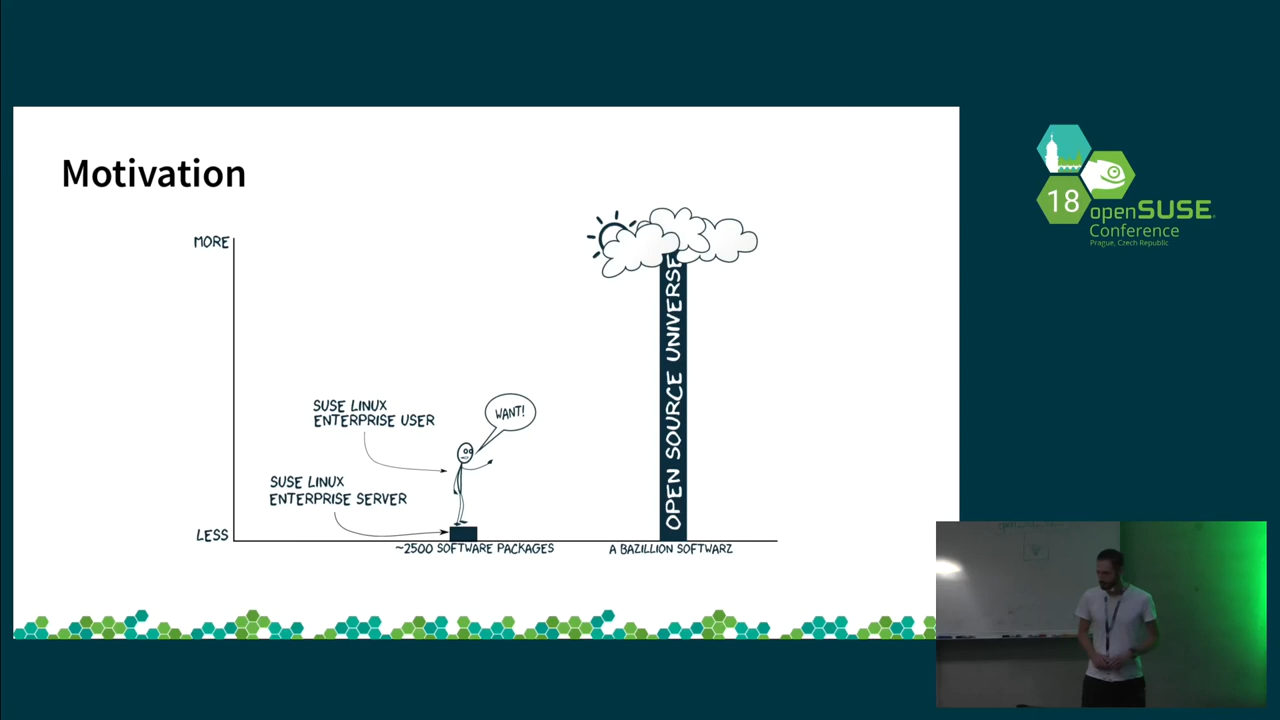 Motivation
MORE
SUSE LINUX
ENTERPRISE USER
WANT!
SUSE LINUX
ENTERPRISE SERVER
LESS
~2500 SOFTWARE PACKAGES
OPEN SOURCE UNIVERSE
A BAZILLION SOFTWARZ
18
openSUSE
Conference
Prague, Czech Republic